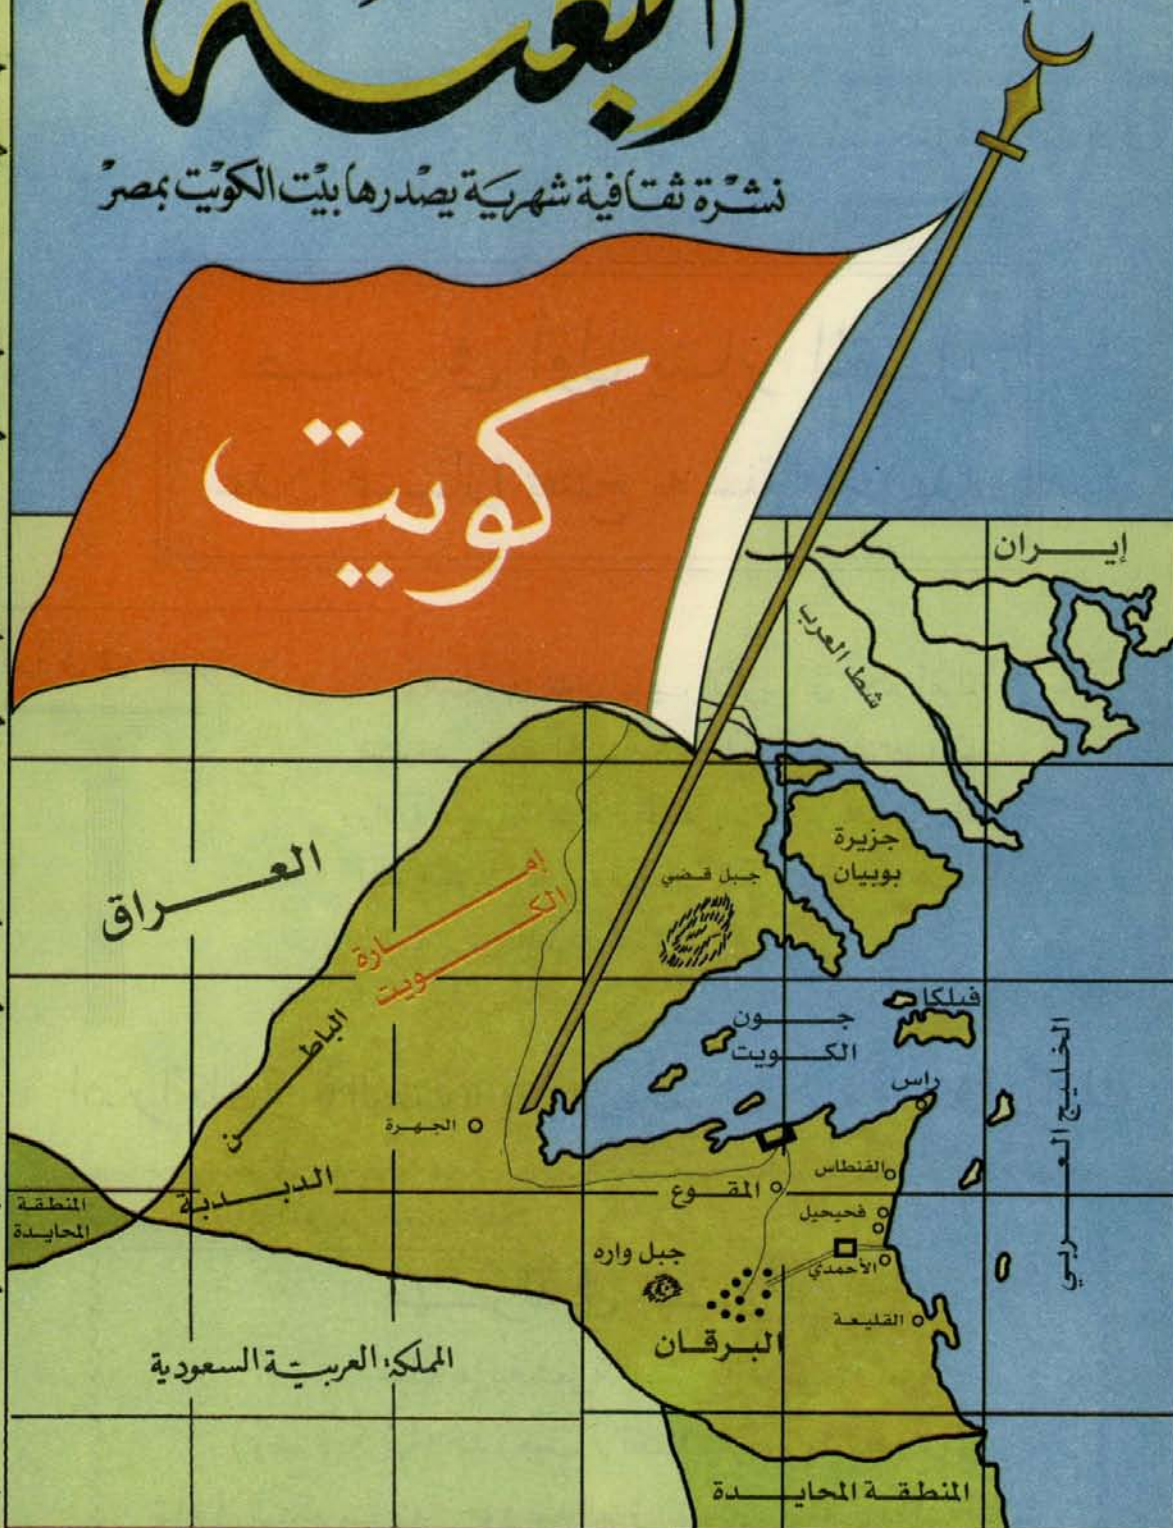 البعثة
نشرة ثقافية شهرية يصدرها بيت الكويت بمصر
كويت
إيران
شط العرب
جزيرة
بوبيان
جبل قضي
العراق
إمارة
الكويت
فيلكا
جون
الكويت
الخليج العربي
الباطن
راس
الجهرة
الفنطاس
الدبدبة
المقوع
المنطقة
المحايدة
فحيحيل
جبل واره
الأحمدي
القليعة
البرقان
المملكة العربية السعودية
المنطقة المحايدة